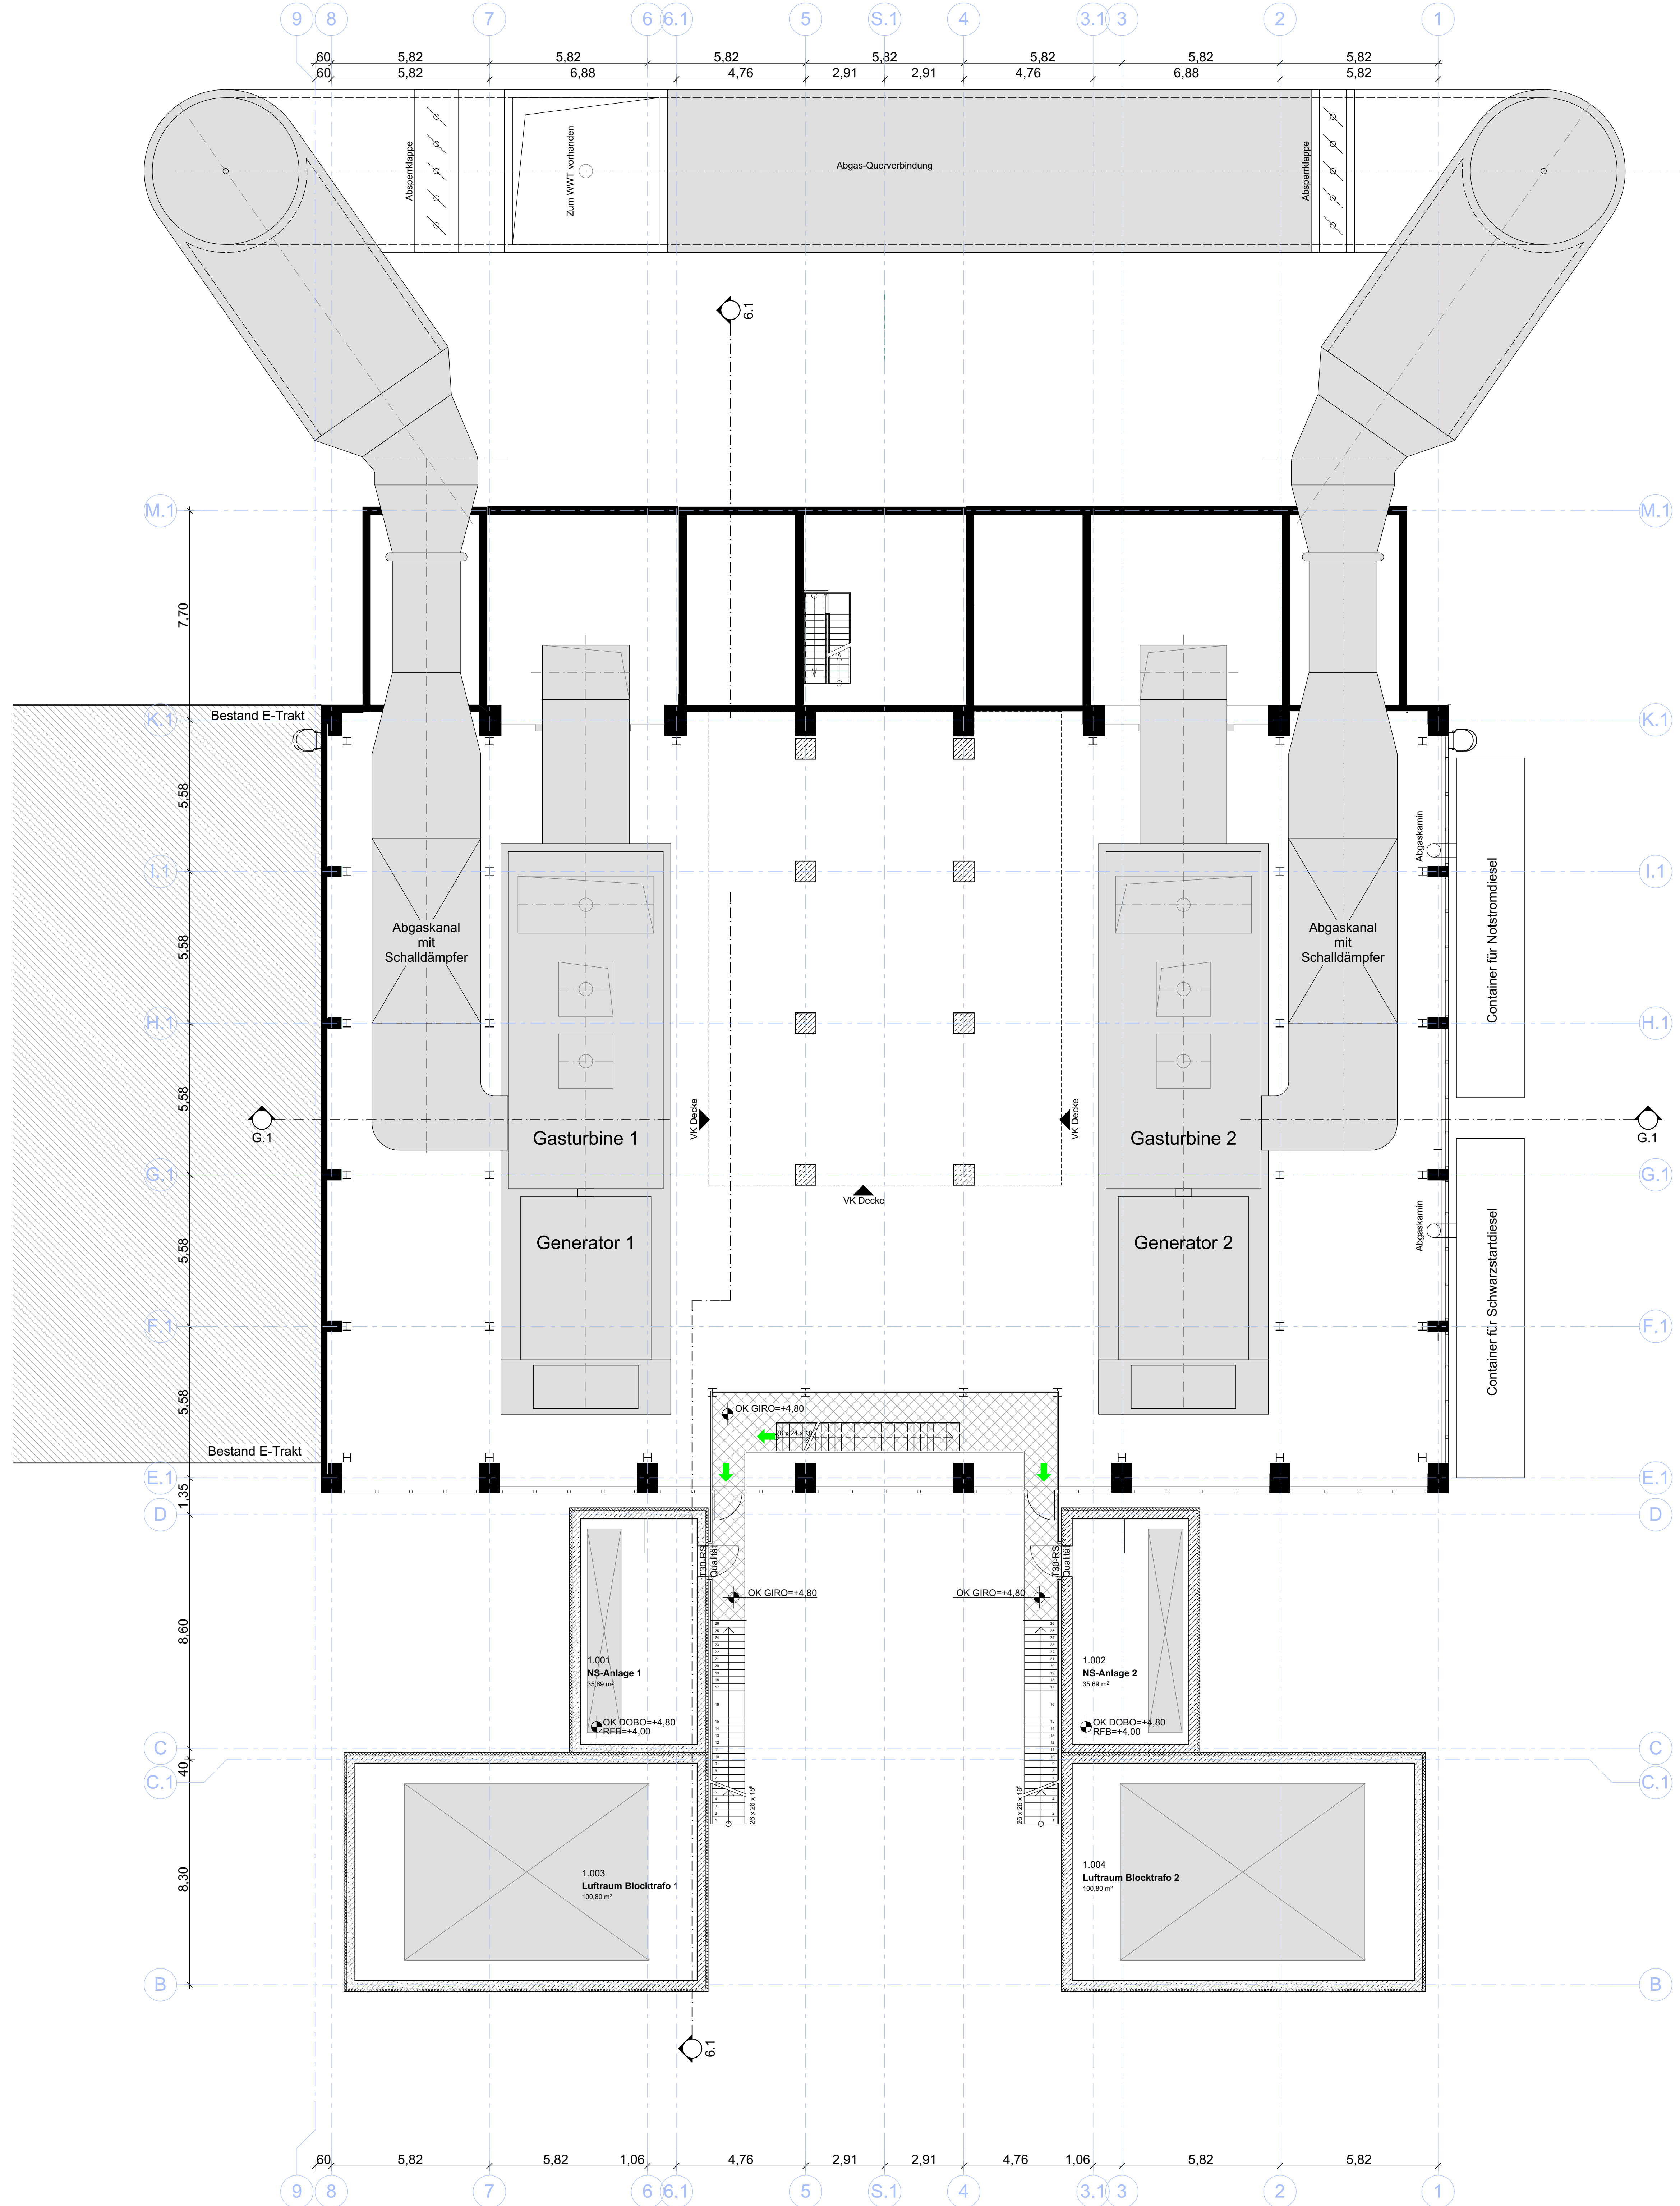 9 8 7 6 6.1 5 S.1 4 3.1 3 2 1
60 5,82 5,82 5,82 5,82 5,82 5,82 5,82
60 5,82 6,88 4,76 2,91 2,91 4,76 6,88 5,82
Absperrklappe
Zum WWT vorhanden
Abgas-Querverbindung
Absperrklappe
6.1
M.1
M.1
7,70
Bestand E-Trakt
K.1
K.1
5,58
Abgaskamin
I.1
I.1
Container für Notstromdiesel
Abgaskanal
mit
Schalldämpfer
Abgaskanal
mit
Schalldämpfer
5,58
H.1
H.1
5,58
VK Decke
VK Decke
G.1
Gasturbine 1
Gasturbine 2
G.1
G.1
G.1
VK Decke
Abgaskamin
Generator 1
Generator 2
5,58
Container für Schwarzstartdiesel
F.1
F.1
5,58
OK GIRO=+4,80
Bestand E-Trakt
E.1
E.1
1,35
D
D
T30-RS
Qualität
T30-RS
Qualität
OK GIRO=+4,80
OK GIRO=+4,80
8,60
1.001
NS-Anlage 1
35,69 m²
1.002
NS-Anlage 2
35,69 m²
OK DOBO=+4,80
RFB=+4,00
OK DOBO=+4,80
RFB=+4,00
C
C
40
C.1
C.1
26 x 26 x 18⁵
26 x 26 x 18⁵
8,30
1.003
Luftraum Blocktrafo 1
100,80 m²
1.004
Luftraum Blocktrafo 2
100,80 m²
B
B
6.1
60 5,82 5,82 1,06 4,76 2,91 2,91 4,76 1,06 5,82 5,82
9 8 7 6 6.1 5 S.1 4 3.1 3 2 1